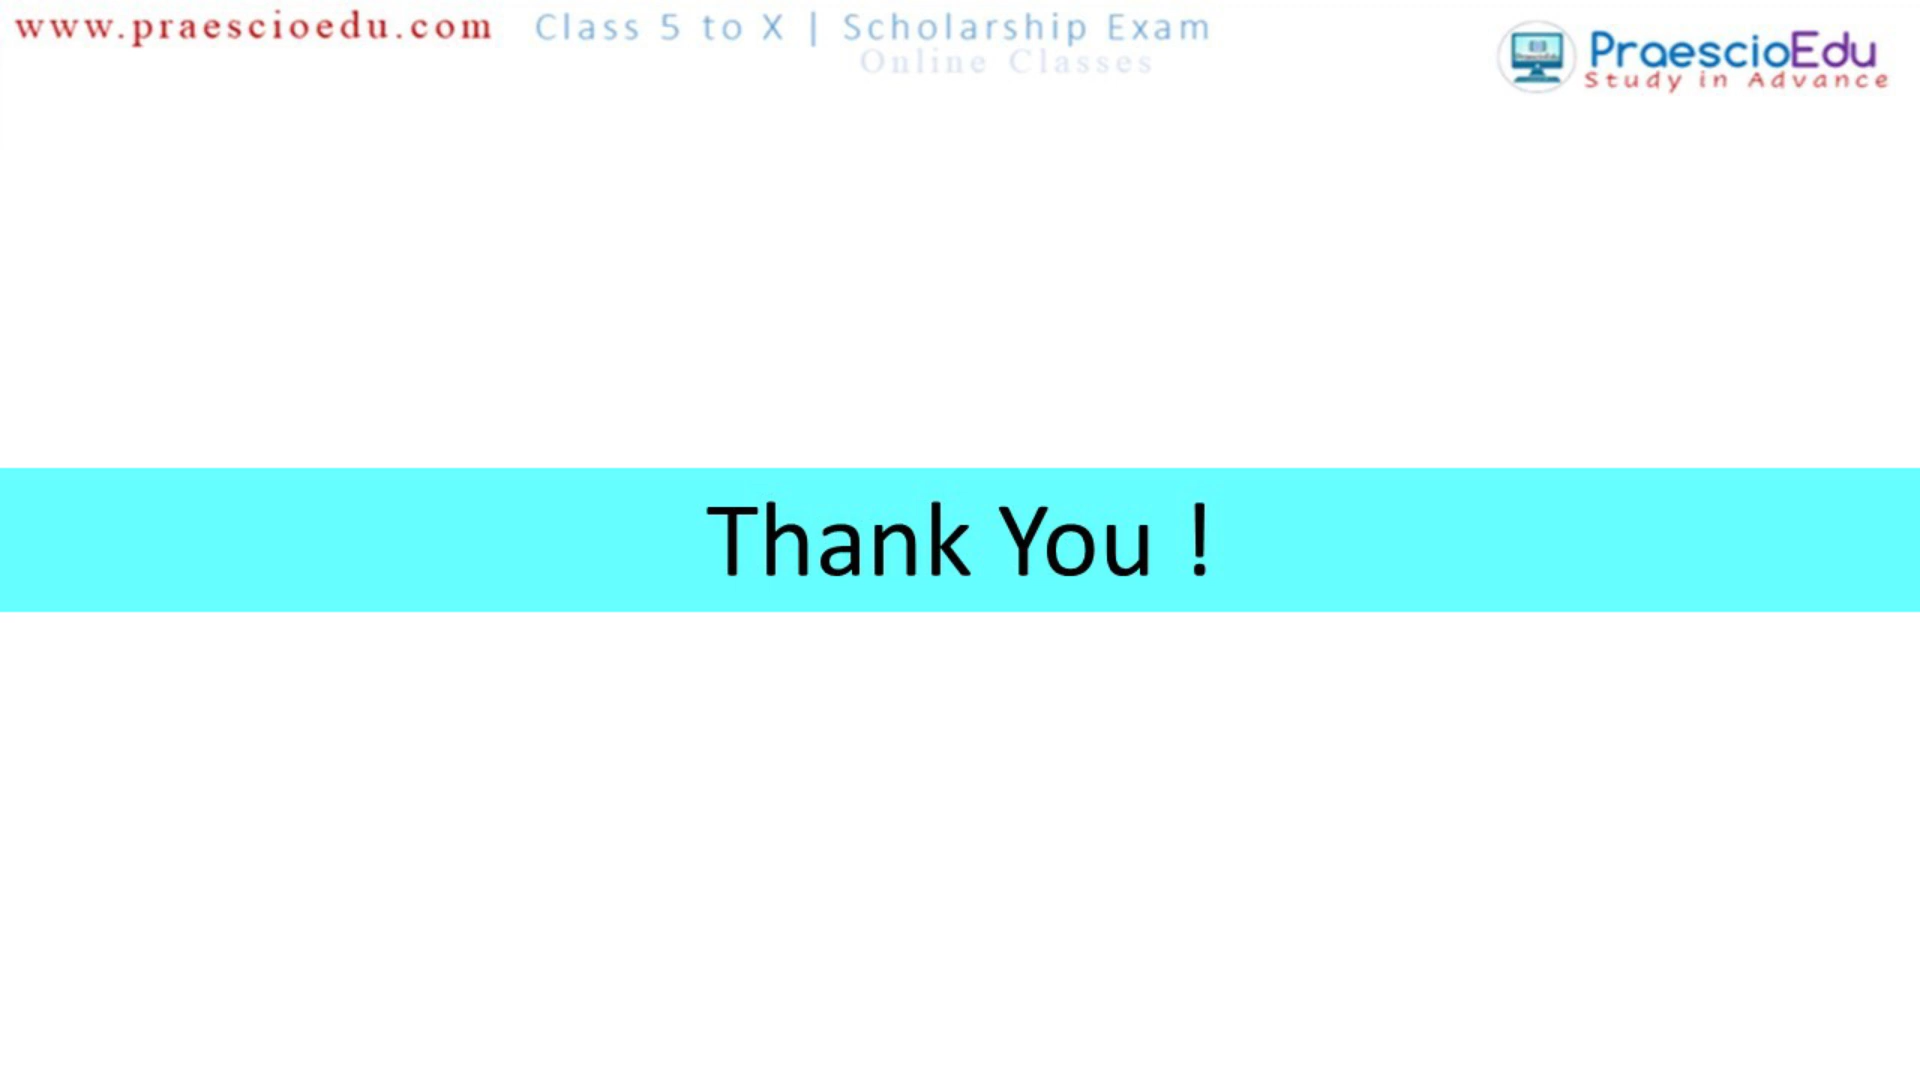 www.praescioedu.com Class 5 to X | Scholarship Exam
Online Classes
PraescioEdu
Study in Advance
Thank You !